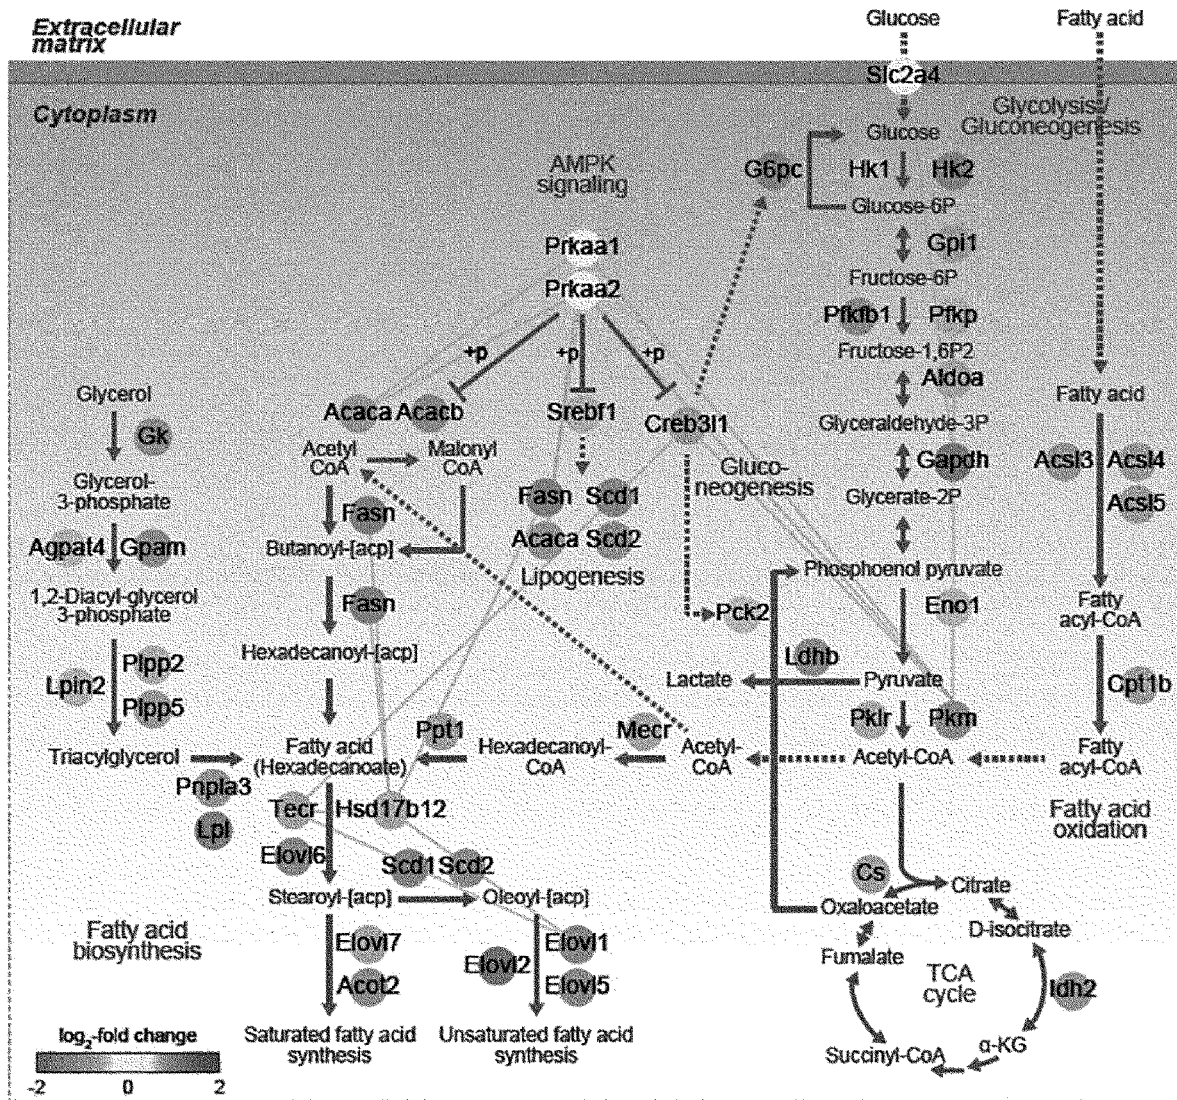 Extracellular
matrix
Glucose
Fatty acid
Slc2a4
Cytoplasm
Glycolysis/
Gluconeogenesis
Glucose
AMPK
signaling
G6pc
Hk1
Hk2
Glucose-6P
Prkaa1
Gpi1
Prkaa2
Fructose-6P
Pfkfb1
Pfkp
+p
+p
+p
Fructose-1,6P2
Aldoa
Glycerol
Fatty acid
Acaca
Acacb
Srebf1
Creb3l1
Glyceraldehyde-3P
Gk
Acetyl
CoA
Malonyl
CoA
Gluco-
neogenesis
Gapdh
Acsl3
Acsl4
Glycerol-
3-phosphate
Fasn
Fasn
Scd1
Glycerate-2P
Acsl5
Agpat4
Gpam
Butanoyl-[acp]
Acaca
Scd2
Lipogenesis
Phosphoenol pyruvate
1,2-Diacyl-glycerol
3-phosphate
Fasn
Pck2
Eno1
Fatty
acyl-CoA
Hexadecanoyl-[acp]
Ldhb
Plpp2
Lpin2
Lactate
Pyruvate
Cpt1b
Plpp5
Ppt1
Mecr
Pklr
Pkm
Triacylglycerol
Fatty acid
(Hexadecanoate)
Hexadecanoyl-
CoA
Acetyl-
CoA
Acetyl-CoA
Fatty
acyl-CoA
Pnpla3
Tecr
Hsd17b12
Fatty acid
oxidation
Lpl
Elovl6
Scd1
Scd2
Cs
Citrate
Stearoyl-[acp]
Oleoyl-[acp]
Oxaloacetate
D-isocitrate
Fatty acid
biosynthesis
Elovl7
Elovl1
Fumalate
Elovl2
TCA
cycle
Acot2
Elovl5
Idh2
log2-fold change
Saturated fatty acid
synthesis
Unsaturated fatty acid
synthesis
Succinyl-CoA
α-KG
-2
0
2